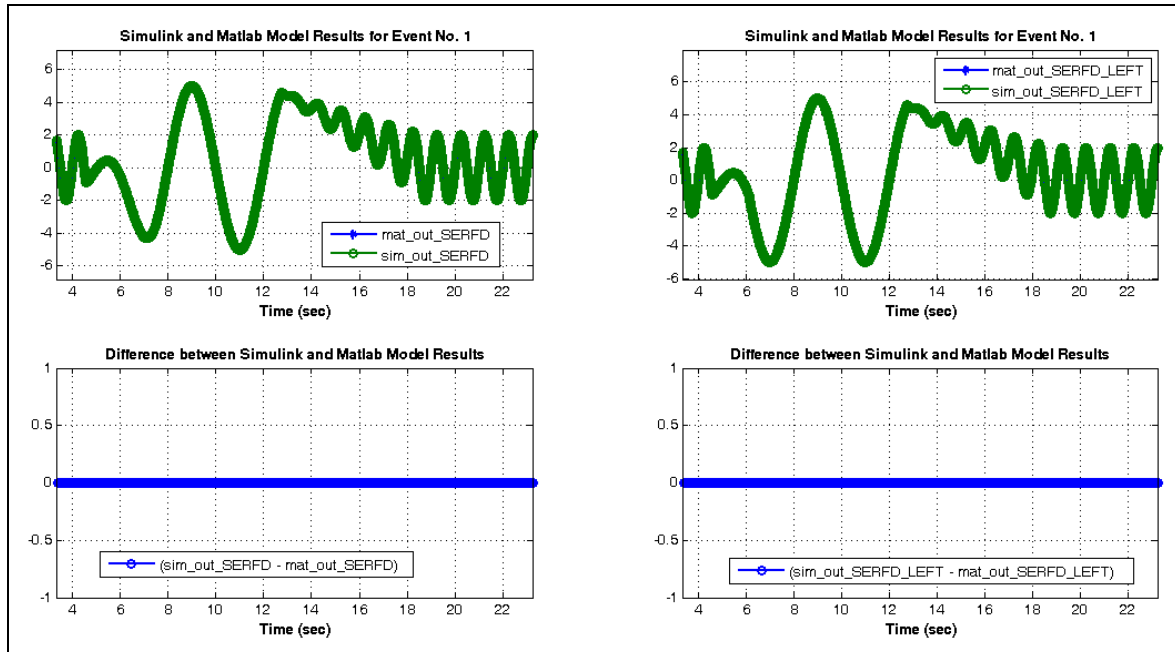 Simulink and Matlab Model Results for Event No. 1
6
4
2
0
-2
-4
-6
mat_out_SERFD
sim_out_SERFD
4 6 8 10 12 14 16 18 20 22
Time (sec)
Simulink and Matlab Model Results for Event No. 1
6
4
2
0
-2
-4
-6
mat_out_SERFD_LEFT
sim_out_SERFD_LEFT
4 6 8 10 12 14 16 18 20 22
Time (sec)
Difference between Simulink and Matlab Model Results
1
0.5
0
-0.5
-1
(sim_out_SERFD - mat_out_SERFD)
4 6 8 10 12 14 16 18 20 22
Time (sec)
Difference between Simulink and Matlab Model Results
1
0.5
0
-0.5
-1
(sim_out_SERFD_LEFT - mat_out_SERFD_LEFT)
4 6 8 10 12 14 16 18 20 22
Time (sec)